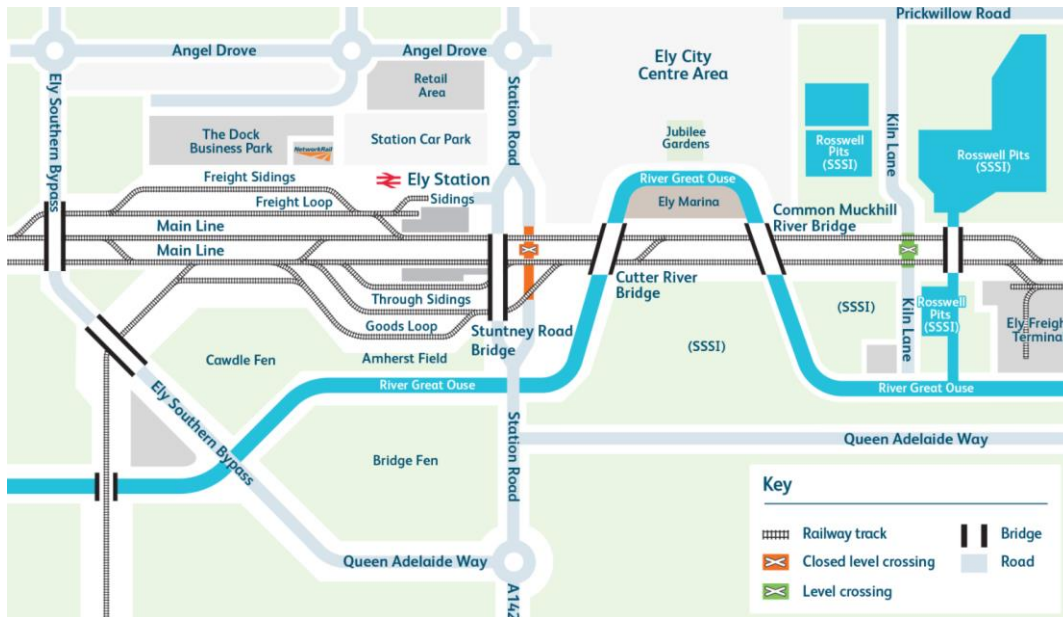 Prickwillow Road
Angel Drove
Angel Drove
Ely Southern Bypass
Station Road
Retail
Area
Ely City
Centre Area
The Dock
Business Park
NetworkRail
Station Car Park
Jubilee
Gardens
Kiln Lane
Rosswell
Pits
(SSSI)
Rosswell Pits
(SSSI)
Freight Sidings
Ely Station
River Great Ouse
Freight Loop
Sidings
Ely Marina
Common Muckhill
River Bridge
Main Line
Main Line
Cutter River
Bridge
Through Sidings
Goods Loop
Stuntney Road
Bridge
(SSSI)
Kiln Lane
Rosswell
Pits
(SSSI)
Ely Freight
Terminal
Cawdle Fen
Amherst Field
(SSSI)
River Great Ouse
River Great Ouse
Ely Southern Bypass
Station Road
Queen Adelaide Way
Bridge Fen
Queen Adelaide Way
A142
Key
Railway track
Bridge
Closed level crossing
Road
Level crossing